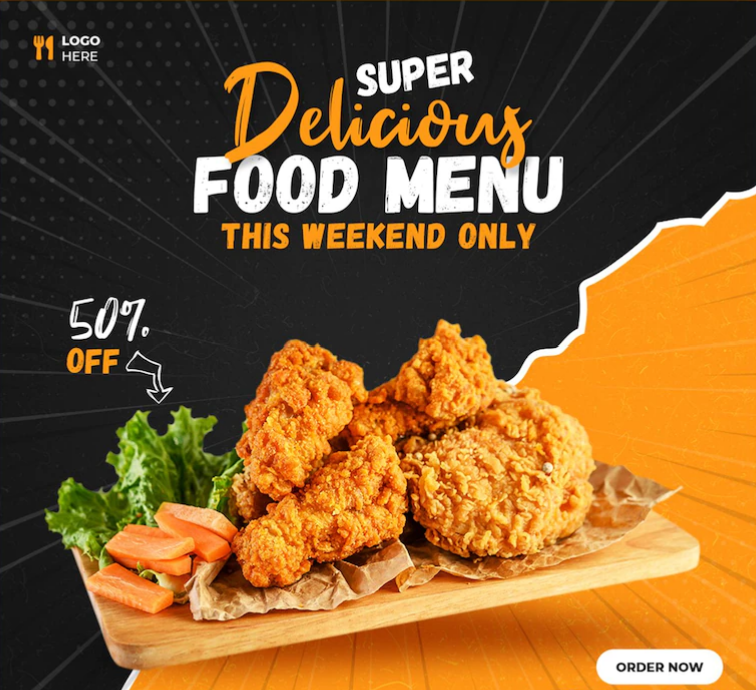 LOGO
HERE
SUPER
Delicious
FOOD MENU
THIS WEEKEND ONLY
50%
OFF
ORDER NOW